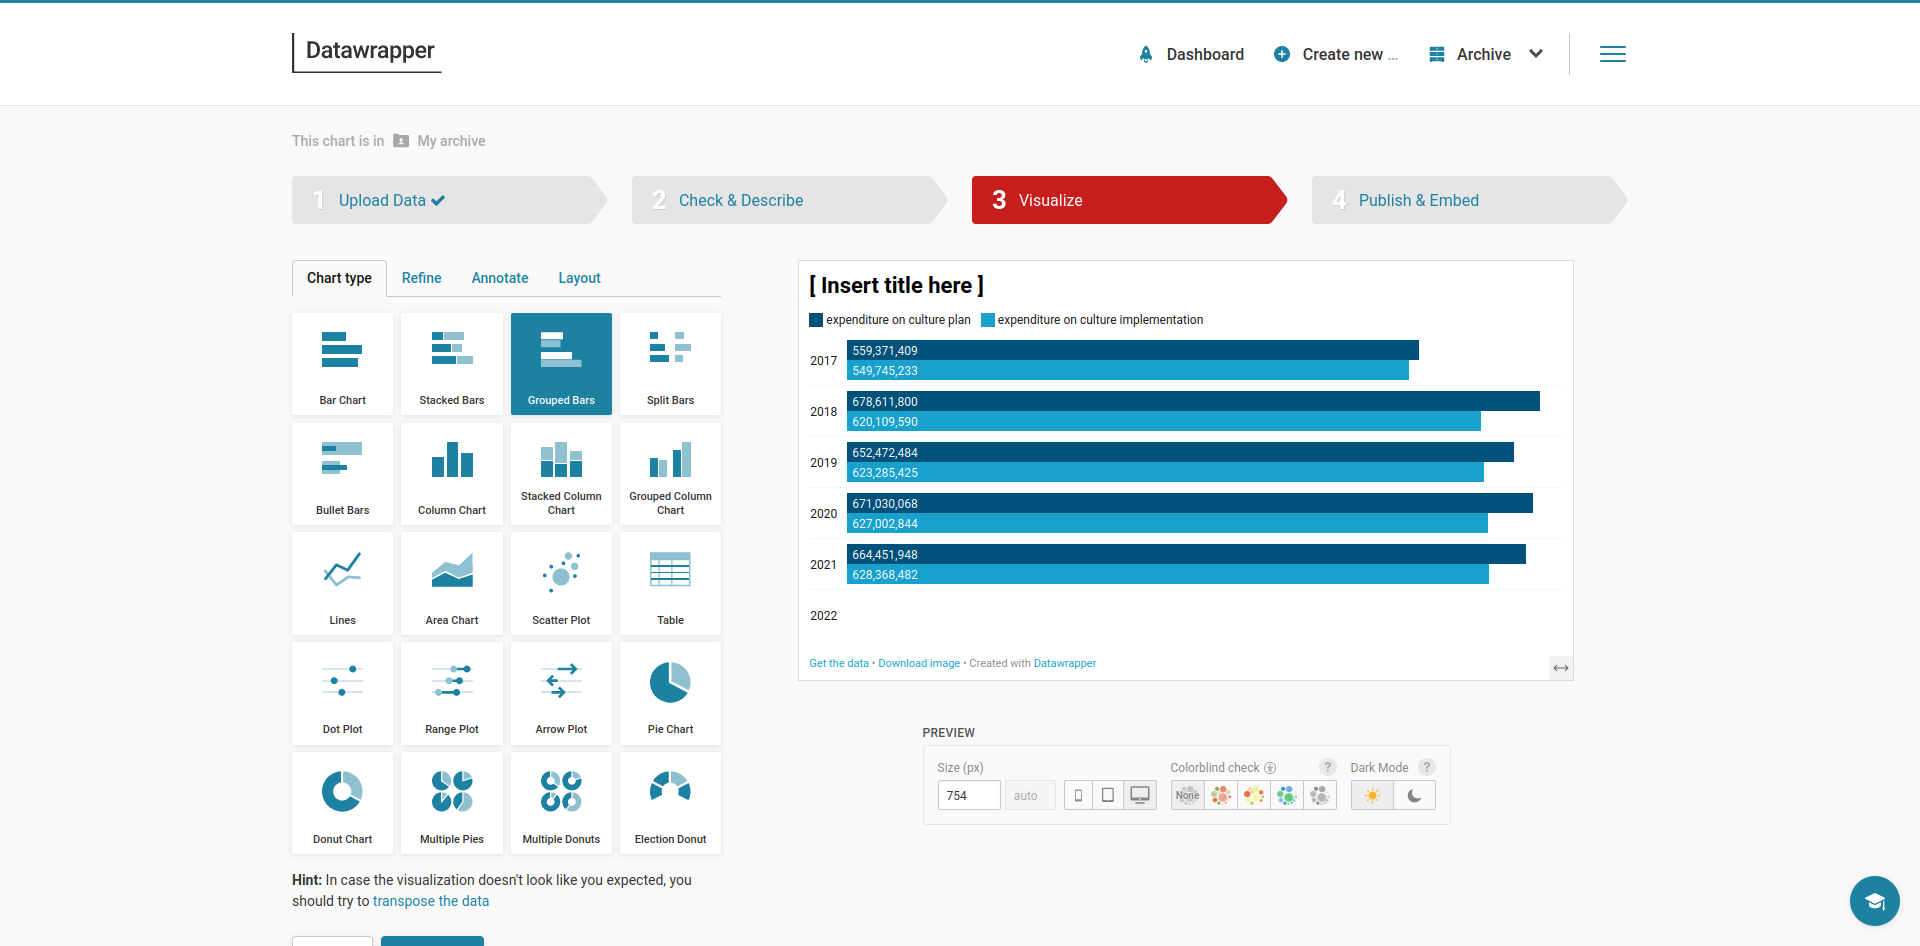 Datawrapper
Dashboard
Create new ...
Archive
This chart is in My archive
1 Upload Data
2 Check & Describe
3 Visualize
4 Publish & Embed
Chart type
Refine
Annotate
Layout
Bar Chart
Stacked Bars
Grouped Bars
Split Bars
Bullet Bars
Column Chart
Stacked Column
Chart
Grouped Column
Chart
Lines
Area Chart
Scatter Plot
Table
Dot Plot
Range Plot
Arrow Plot
Pie Chart
Donut Chart
Multiple Pies
Multiple Donuts
Election Donut
Hint: In case the visualization doesn't look like you expected, you
should try to transpose the data
[ Insert title here ]
expenditure on culture plan
expenditure on culture implementation
2017
559,371,409
549,745,233
2018
678,611,800
620,109,590
2019
652,472,484
623,285,425
2020
671,030,068
627,002,844
2021
664,451,948
628,368,482
2022
Get the data • Download image • Created with Datawrapper
PREVIEW
Size (px)
Colorblind check
?
Dark Mode
?
754
auto
None